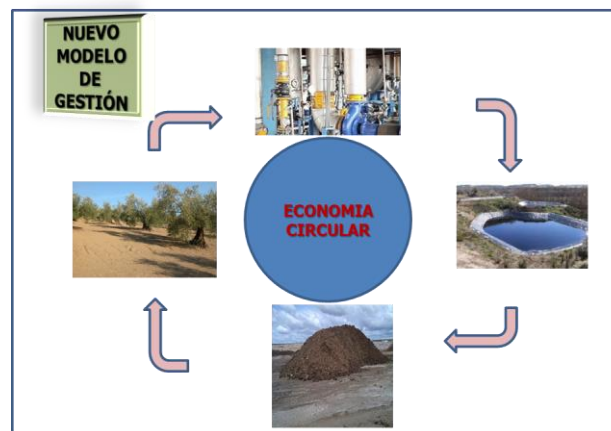 NUEVO
MODELO
DE
GESTIÓN
ECONOMIA
CIRCULAR